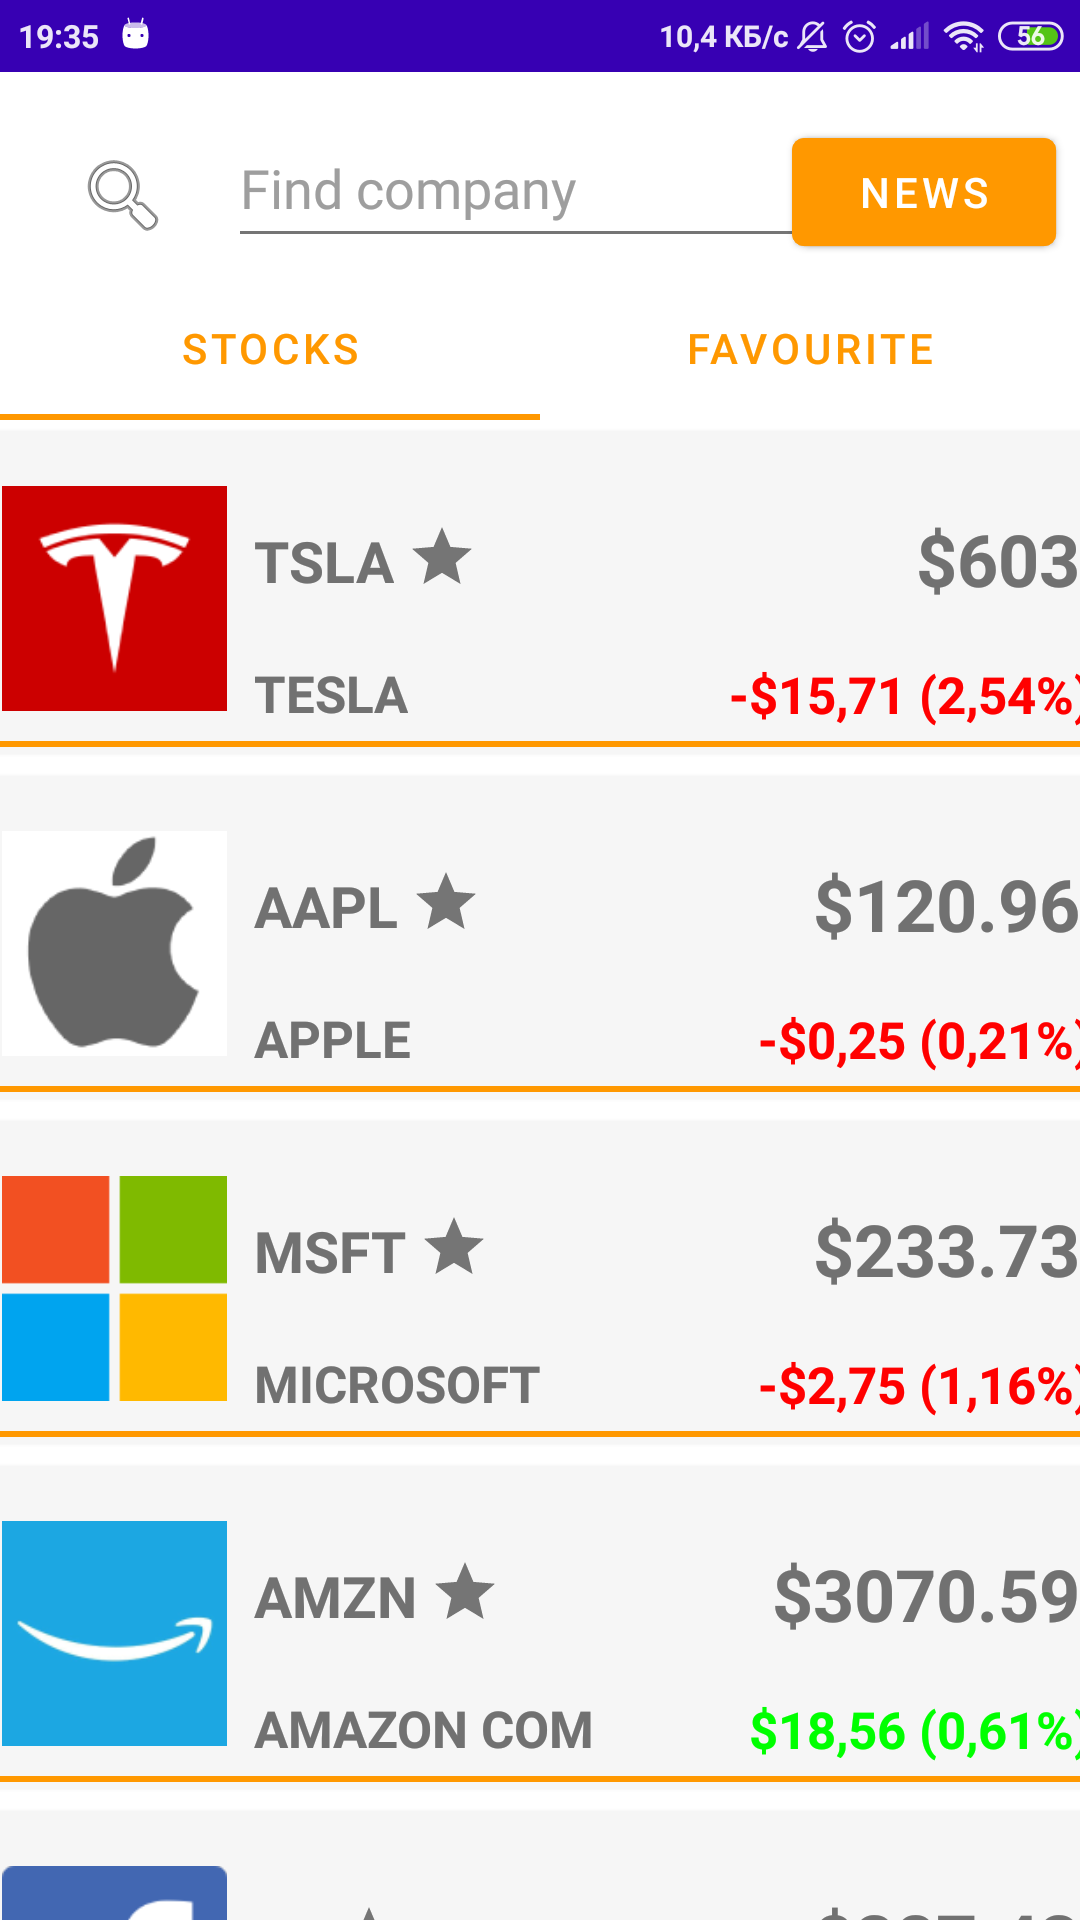 19:35 10,4 КБ/с 56
Find company NEWS
STOCKS FAVOURITE
TSLA $603
TESLA -$15,71 (2,54%)
AAPL $120.96
APPLE -$0,25 (0,21%)
MSFT $233.73
MICROSOFT -$2,75 (1,16%)
AMZN $3070.59
AMAZON COM $18,56 (0,61%)